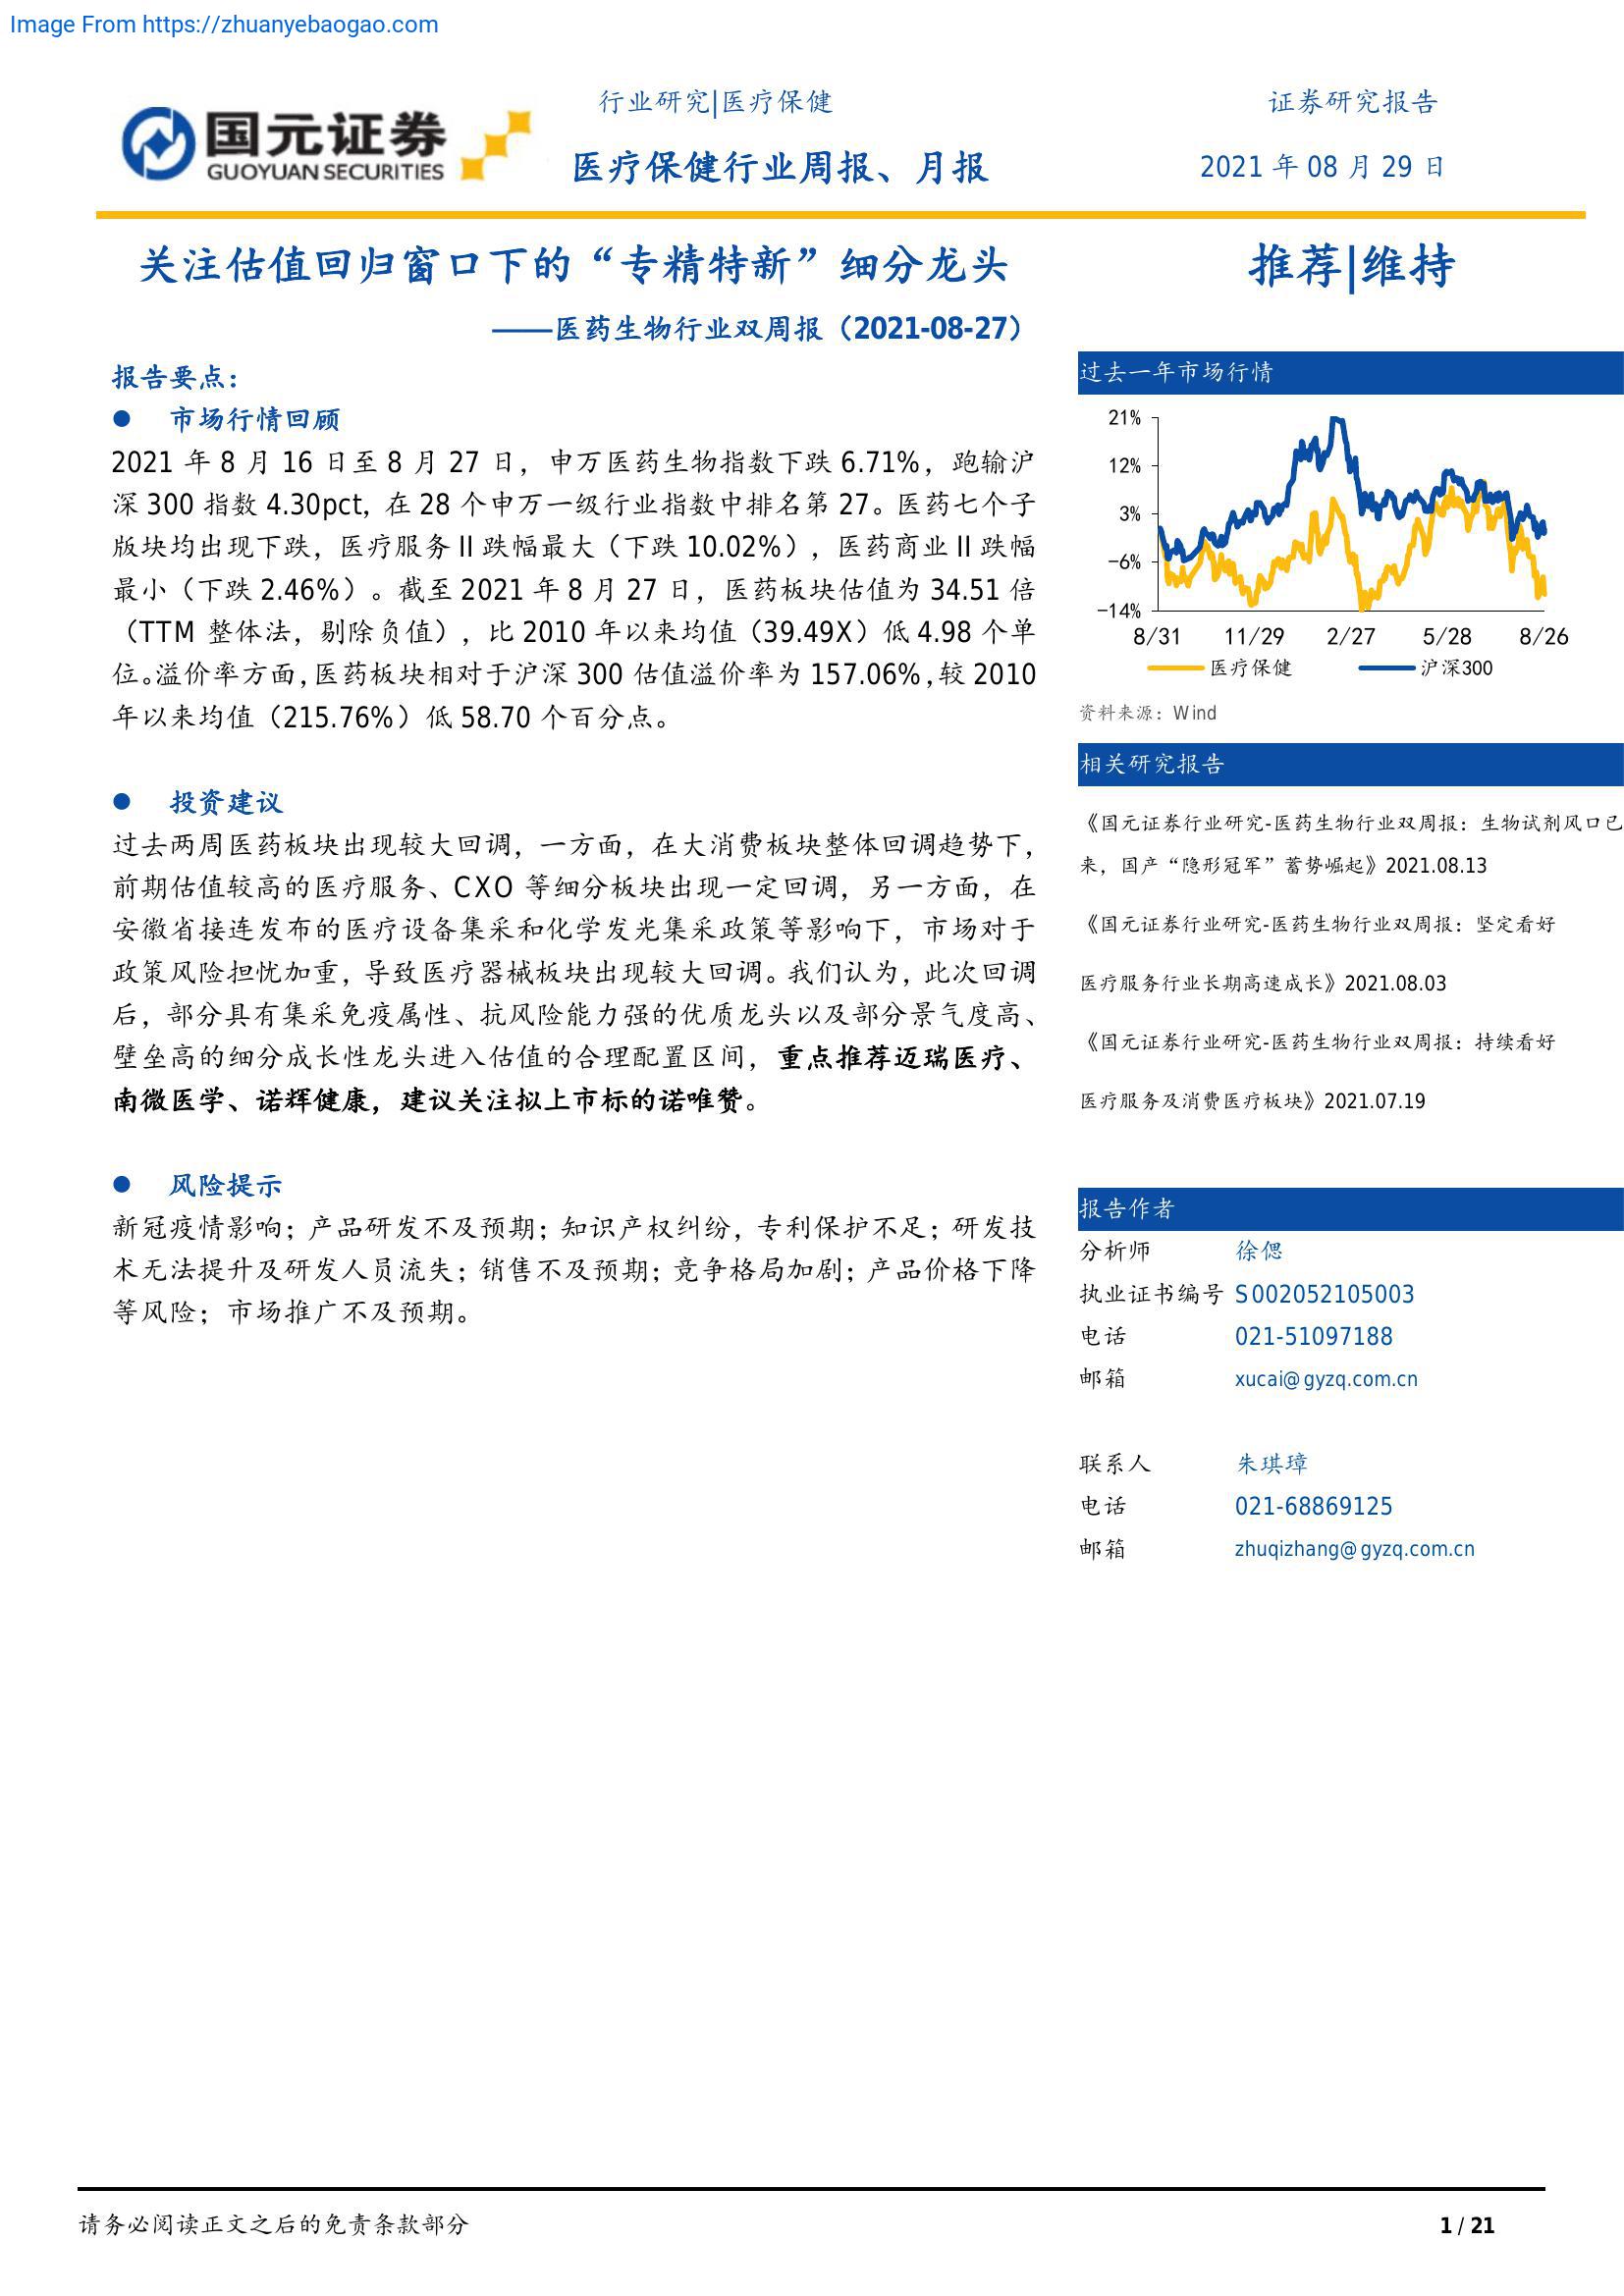 Image From https://zhuanyebaogao.com
国元证券
GUOYUAN SECURITIES
行业研究|医疗保健
证券研究报告
医疗保健行业周报、月报
2021 年 08 月 29 日
关注估值回归窗口下的“专精特新”细分龙头
——医药生物行业双周报（2021-08-27）
报告要点：
● 市场行情回顾
2021 年 8 月 16 日至 8 月 27 日，申万医药生物指数下跌 6.71%，跑输沪
深 300 指数 4.30pct，在 28 个申万一级行业指数中排名第 27。医药七个子
版块均出现下跌，医疗服务Ⅱ跌幅最大（下跌 10.02%），医药商业Ⅱ跌幅
最小（下跌 2.46%）。截至 2021 年 8 月 27 日，医药板块估值为 34.51 倍
（TTM 整体法，剔除负值），比 2010 年以来均值（39.49X）低 4.98 个单
位。溢价率方面，医药板块相对于沪深 300 估值溢价率为 157.06%，较 2010
年以来均值（215.76%）低 58.70 个百分点。
● 投资建议
过去两周医药板块出现较大回调，一方面，在大消费板块整体回调趋势下，
前期估值较高的医疗服务、CXO 等细分板块出现一定回调，另一方面，在
安徽省接连发布的医疗设备集采和化学发光集采政策等影响下，市场对于
政策风险担忧加重，导致医疗器械板块出现较大回调。我们认为，此次回调
后，部分具有集采免疫属性、抗风险能力强的优质龙头以及部分景气度高、
壁垒高的细分成长性龙头进入估值的合理配置区间，重点推荐迈瑞医疗、
南微医学、诺辉健康，建议关注拟上市标的诺唯赞。
● 风险提示
新冠疫情影响；产品研发不及预期；知识产权纠纷，专利保护不足；研发技
术无法提升及研发人员流失；销售不及预期；竞争格局加剧；产品价格下降
等风险；市场推广不及预期。
推荐|维持
过去一年市场行情
21%
12%
3%
-6%
-14%
8/31 11/29 2/27 5/28 8/26
医疗保健 沪深300
资料来源：Wind
相关研究报告
《国元证券行业研究-医药生物行业双周报：生物试剂风口已
来，国产“隐形冠军”蓄势崛起》2021.08.13
《国元证券行业研究-医药生物行业双周报：坚定看好
医疗服务行业长期高速成长》2021.08.03
《国元证券行业研究-医药生物行业双周报：持续看好
医疗服务及消费医疗板块》2021.07.19
报告作者
分析师 徐偲
执业证书编号 S002052105003
电话 021-51097188
邮箱 xucai@gyzq.com.cn
联系人 朱琪璋
电话 021-68869125
邮箱 zhuqizhang@gyzq.com.cn
请务必阅读正文之后的免责条款部分
1 / 21